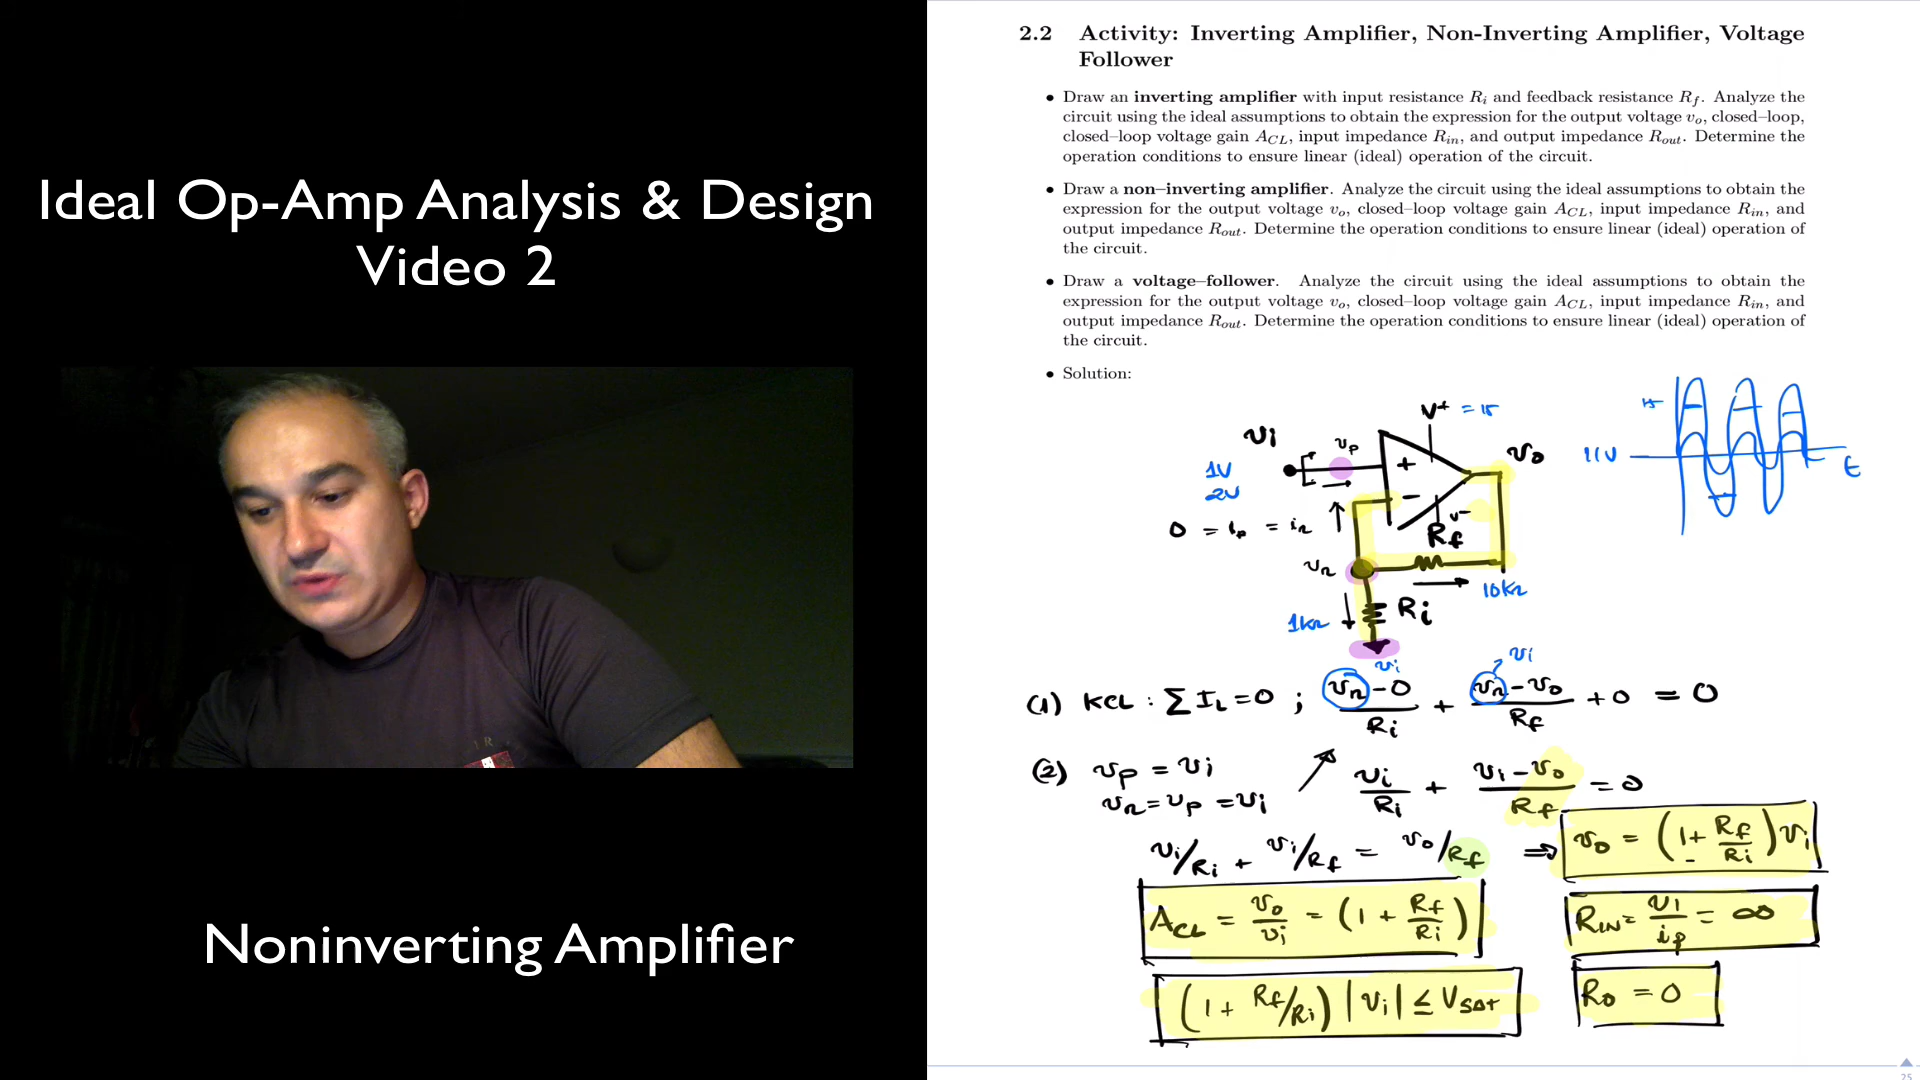 Ideal Op-Amp Analysis & Design
Video 2
Noninverting Amplifier
2.2 Activity: Inverting Amplifier, Non-Inverting Amplifier, Voltage
Follower
• Draw an inverting amplifier with input resistance Ri and feedback resistance Rf. Analyze the
circuit using the ideal assumptions to obtain the expression for the output voltage vo, closed–loop,
closed–loop voltage gain ACL, input impedance Rin, and output impedance Rout. Determine the
operation conditions to ensure linear (ideal) operation of the circuit.
• Draw a non–inverting amplifier. Analyze the circuit using the ideal assumptions to obtain the
expression for the output voltage vo, closed–loop voltage gain ACL, input impedance Rin, and
output impedance Rout. Determine the operation conditions to ensure linear (ideal) operation of
the circuit.
• Draw a voltage–follower. Analyze the circuit using the ideal assumptions to obtain the
expression for the output voltage vo, closed–loop voltage gain ACL, input impedance Rin, and
output impedance Rout. Determine the operation conditions to ensure linear (ideal) operation of
the circuit.
• Solution:
V+ = 15
vi
vp
+
vo
1V
2V
−
v-
0 = ip = in
Rf
vn
10kΩ
1kΩ
Ri
15
11V
t
vi
vi
(1) KCL : ∑ IL = 0 ; (vn - 0)/Ri + (vn - vo)/Rf + 0 = 0
(2) vp = vi
vn = vp = vi
vi/Ri + (vi - vo)/Rf = 0
vi/Ri + vi/Rf = vo/Rf ⇒ vo = (1 + Rf/Ri) vi
ACL = vo/vi = (1 + Rf/Ri)
RIN = vi/ip = ∞
(1 + Rf/Ri) |vi| ≤ VSAT
Ro = 0
25